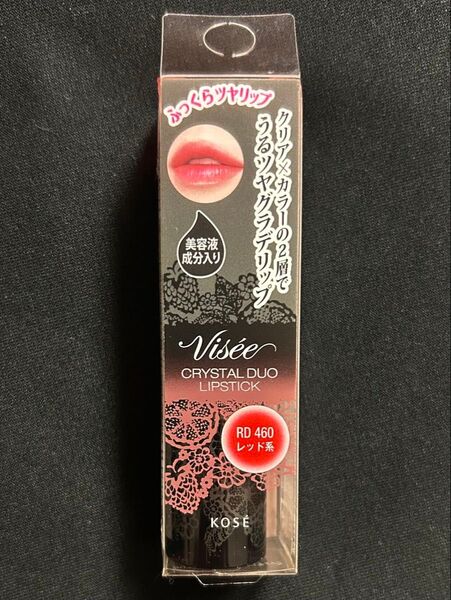 ふっくらツヤリップ
クリア×カラーの2層で
うるツヤグラデリップ
美容液
成分入り
Visée
CRYSTAL DUO
LIPSTICK
RD 460
レッド系
KOSÉ